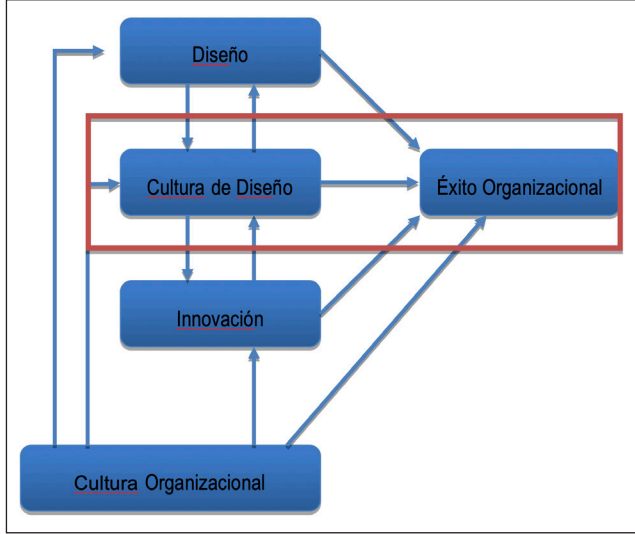 Diseño
Cultura de Diseño
Éxito Organizacional
Innovación
Cultura Organizacional